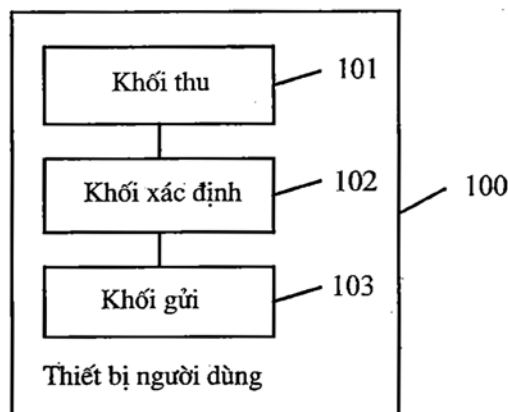 Khối thu
101
Khối xác định
102
100
Khối gửi
103
Thiết bị người dùng